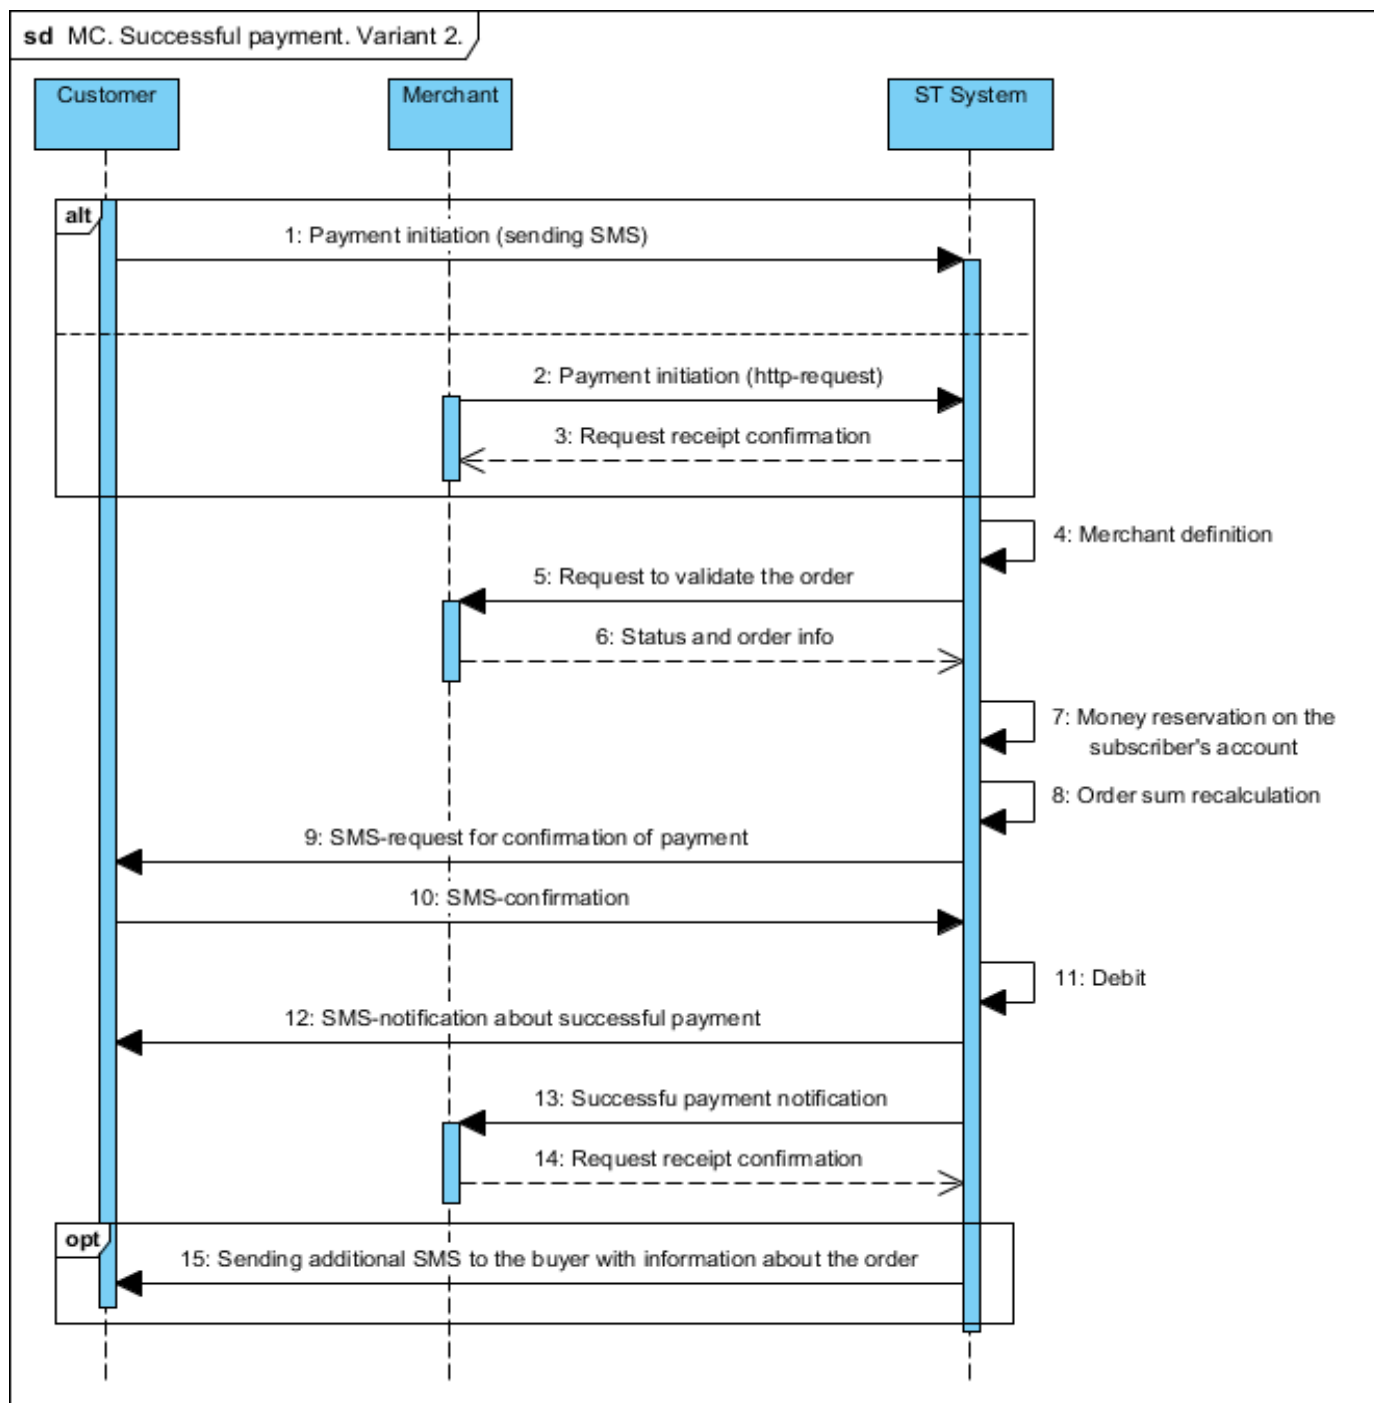 sd MC. Successful payment. Variant 2.
Customer
Merchant
ST System
alt
1: Payment initiation (sending SMS)
2: Payment initiation (http-request)
3: Request receipt confirmation
4: Merchant definition
5: Request to validate the order
6: Status and order info
7: Money reservation on the
subscriber's account
8: Order sum recalculation
9: SMS-request for confirmation of payment
10: SMS-confirmation
11: Debit
12: SMS-notification about successful payment
13: Successfu payment notification
14: Request receipt confirmation
opt
15: Sending additional SMS to the buyer with information about the order